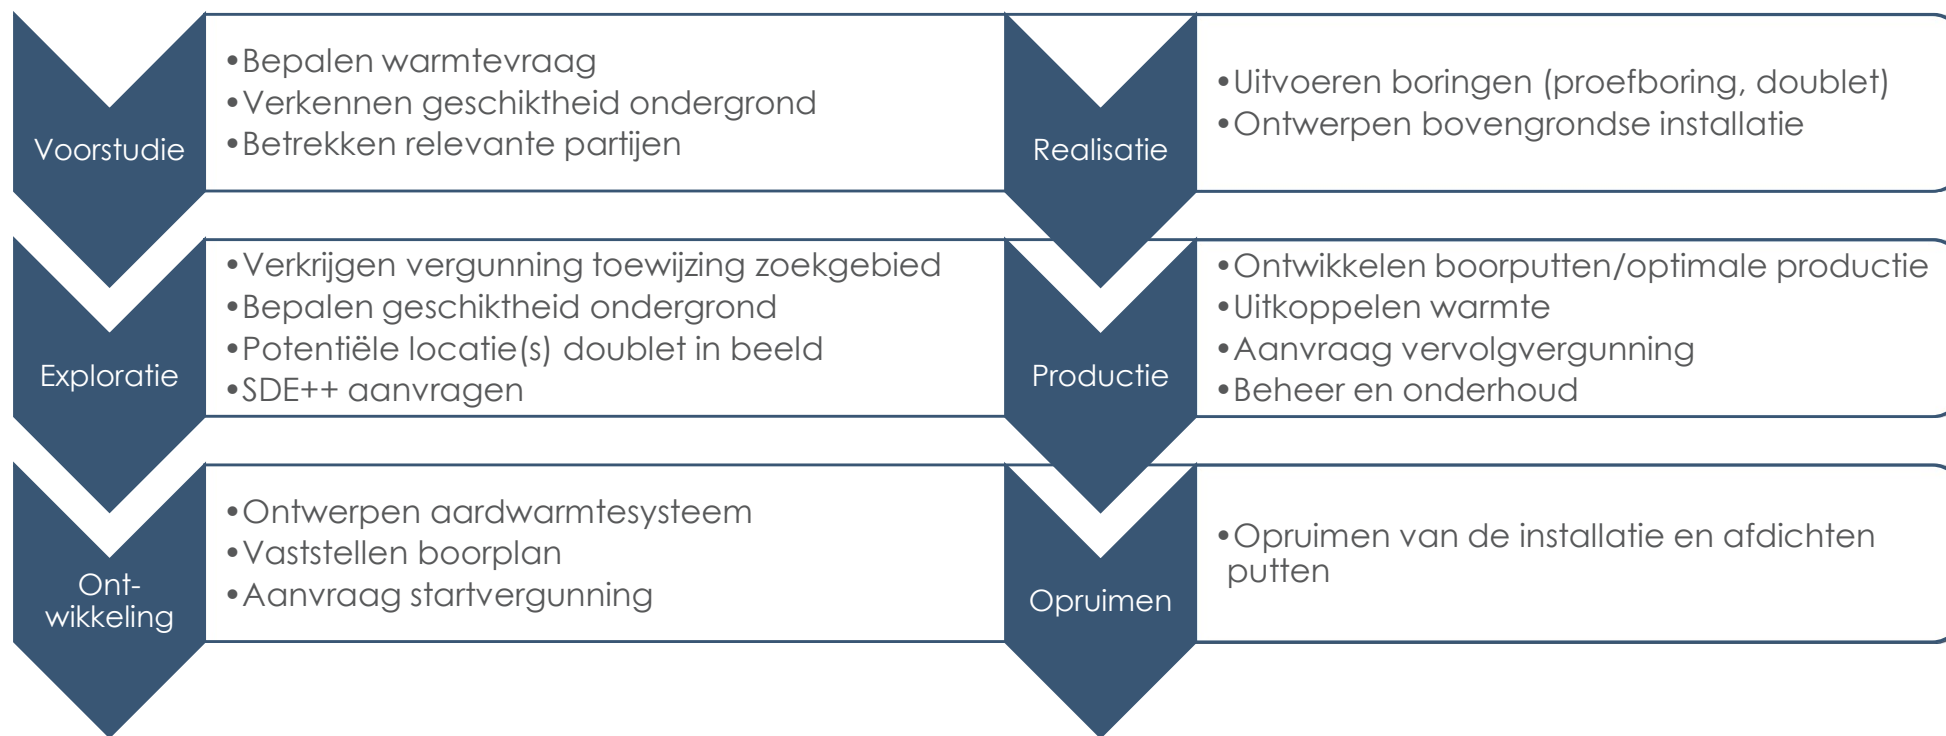 Voorstudie
•Bepalen warmtevraag
•Verkennen geschiktheid ondergrond
•Betrekken relevante partijen
Exploratie
•Verkrijgen vergunning toewijzing zoekgebied
•Bepalen geschiktheid ondergrond
•Potentiële locatie(s) doublet in beeld
•SDE++ aanvragen
Ont-
wikkeling
•Ontwerpen aardwarmtesysteem
•Vaststellen boorplan
•Aanvraag startvergunning
Realisatie
•Uitvoeren boringen (proefboring, doublet)
•Ontwerpen bovengrondse installatie
Productie
•Ontwikkelen boorputten/optimale productie
•Uitkoppelen warmte
•Aanvraag vervolgvergunning
•Beheer en onderhoud
Opruimen
•Opruimen van de installatie en afdichten
putten